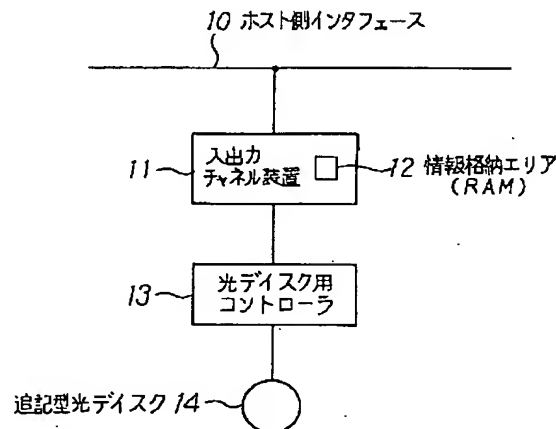 10 ホスト側インタフェース
11
入出力
チャネル装置
12 情報格納エリア
(RAM)
13
光ディスク用
コントローラ
追記型光ディスク 14